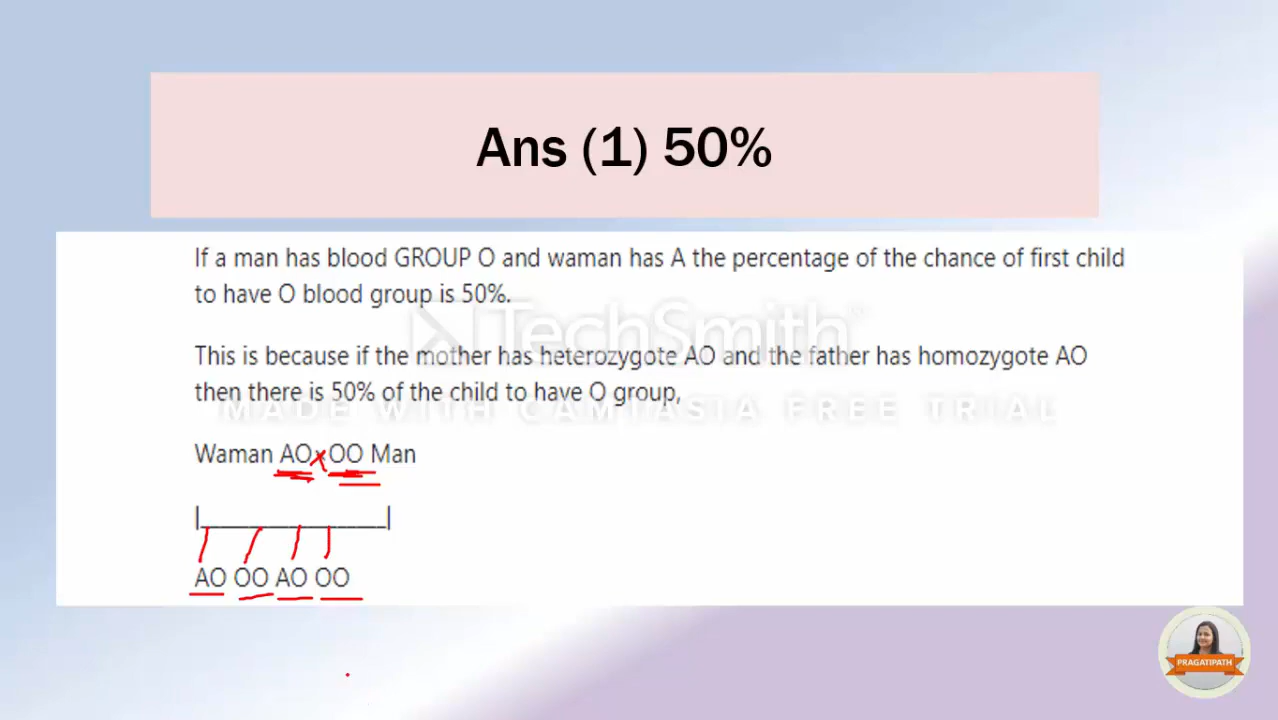 Ans (1) 50%
If a man has blood GROUP O and waman has A the percentage of the chance of first child
to have O blood group is 50%.
TechSmith
This is because if the mother has heterozygote AO and the father has homozygote AO
then there is 50% of the child to have O group,
MADE WITH CAMTASIA FREE TRIAL
Waman AO×OO Man
|__________________|
AO OO AO OO
PRAGATIPATH